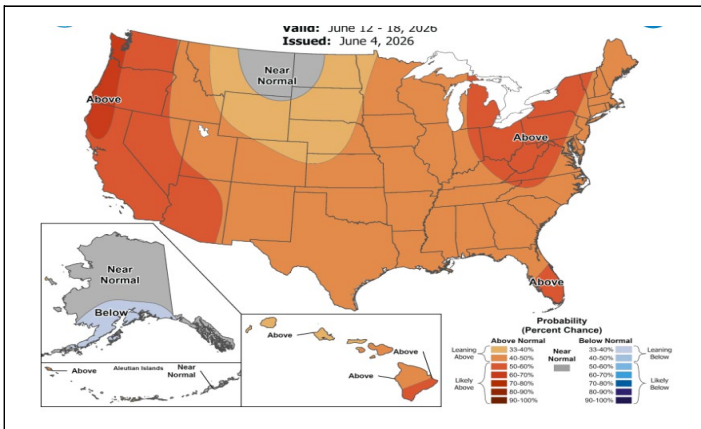 Valid: June 12 - 18, 2026
Issued: June 4, 2026
Near
Normal
Above
Above
Above
Near
Normal
Below
Above
Aleutian Islands
Near
Normal
Above
Above
Above
Probability
(Percent Chance)
Above Normal
Below Normal
Leaning
Above
33-40%
40-50%
Near
Normal
33-40%
40-50%
Leaning
Below
Likely
Above
50-60%
60-70%
70-80%
80-90%
90-100%
50-60%
60-70%
70-80%
80-90%
90-100%
Likely
Below